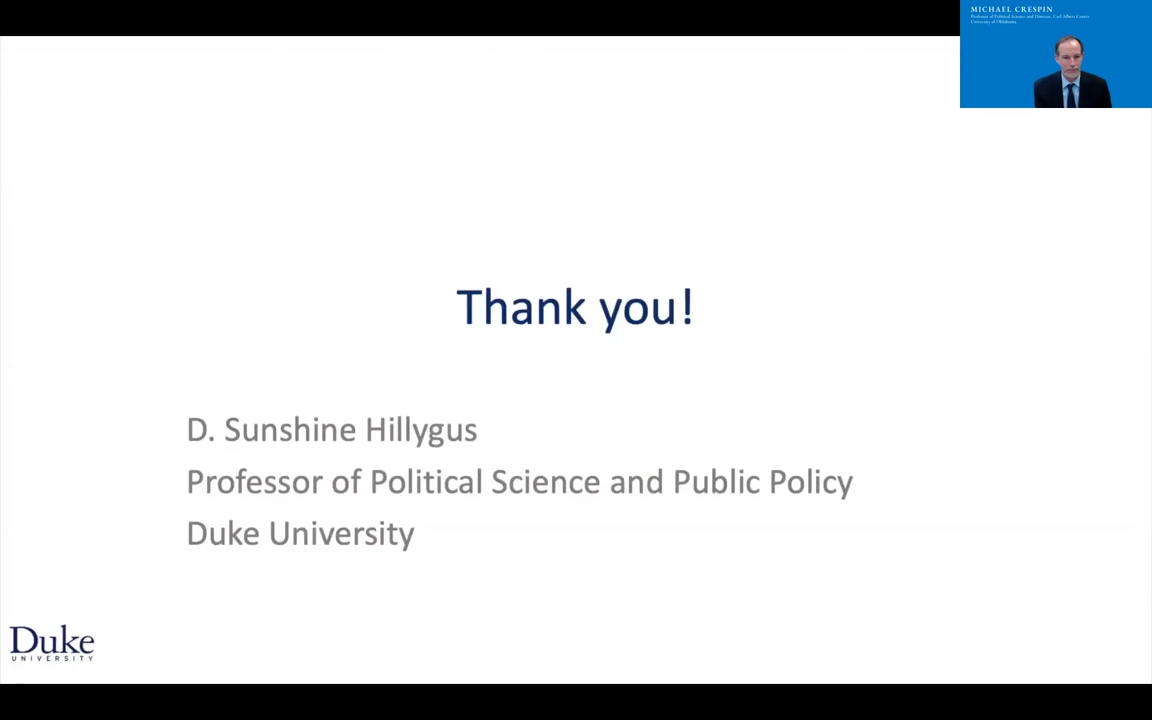 MICHAEL CRESPIN
Professor of Political Science and Director, Carl Albert Center
University of Oklahoma
Thank you!
D. Sunshine Hillygus
Professor of Political Science and Public Policy
Duke University
Duke
UNIVERSITY